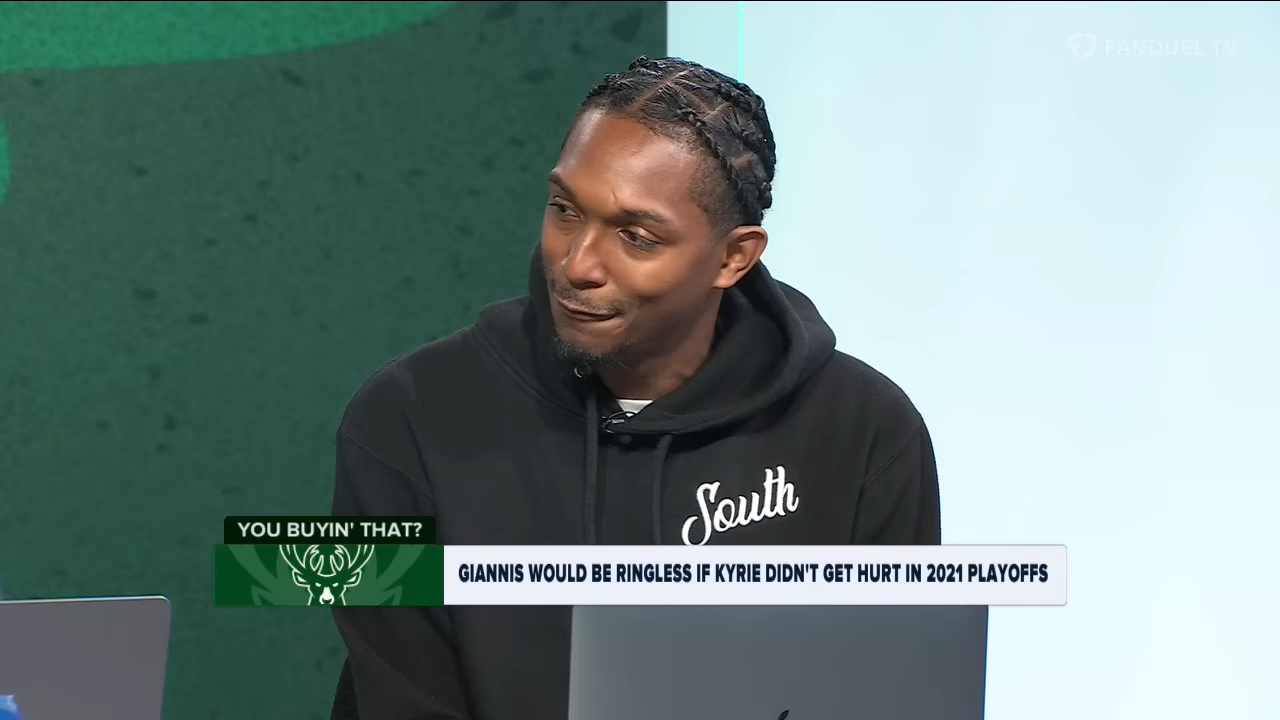 FANDUEL TV
South
YOU BUYIN' THAT?
GIANNIS WOULD BE RINGLESS IF KYRIE DIDN'T GET HURT IN 2021 PLAYOFFS